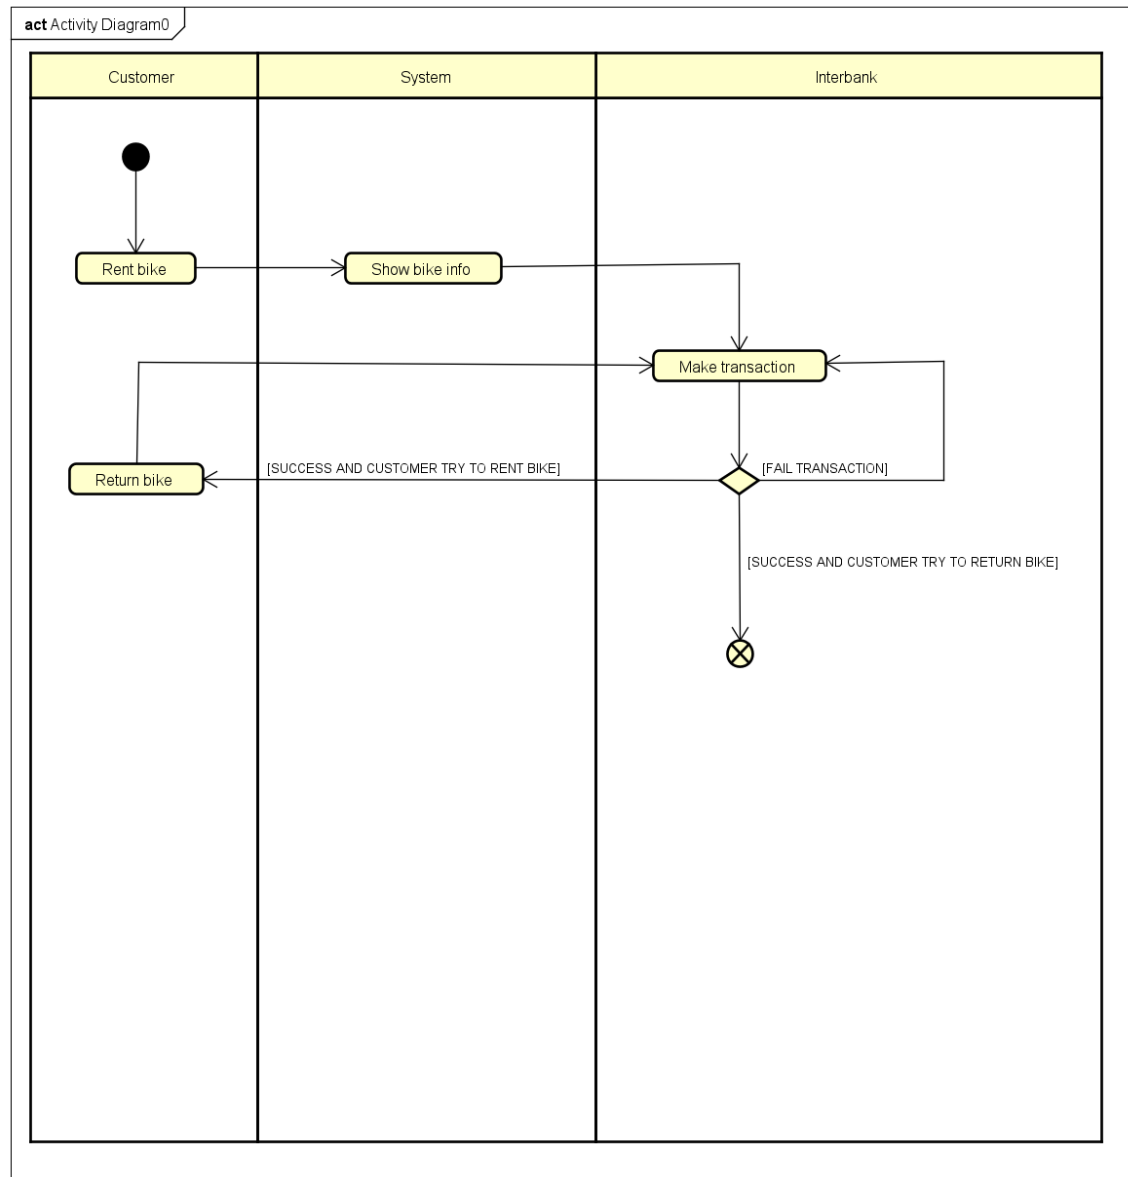 act Activity Diagram0
Customer
System
Interbank
Rent bike
Show bike info
Make transaction
[SUCCESS AND CUSTOMER TRY TO RENT BIKE]
[FAIL TRANSACTION]
Return bike
[SUCCESS AND CUSTOMER TRY TO RETURN BIKE]